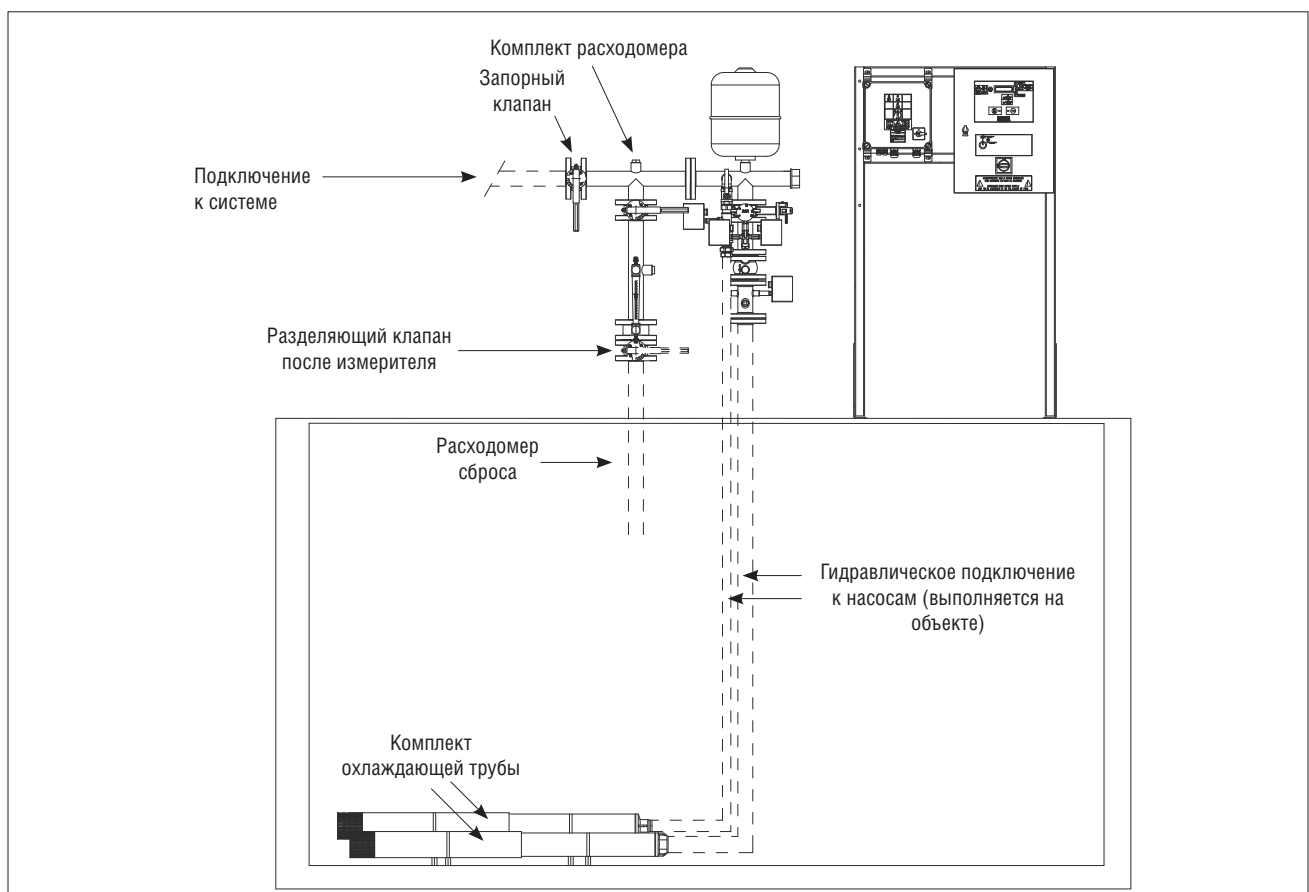 Комплект расходомера
Запорный
клапан
Подключение
к системе
Разделяющий клапан
после измерителя
Расходомер
сброса
Гидравлическое подключение
к насосам (выполняется на
объекте)
Комплект
охлаждающей трубы